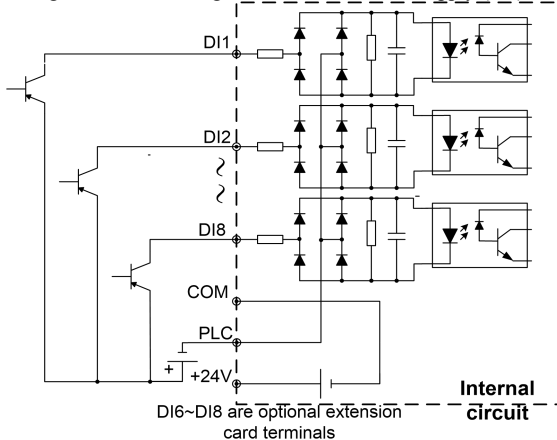 DI1
DI2
DI8
COM
PLC
+
+24V
Internal
circuit
DI6~DI8 are optional extension
card terminals